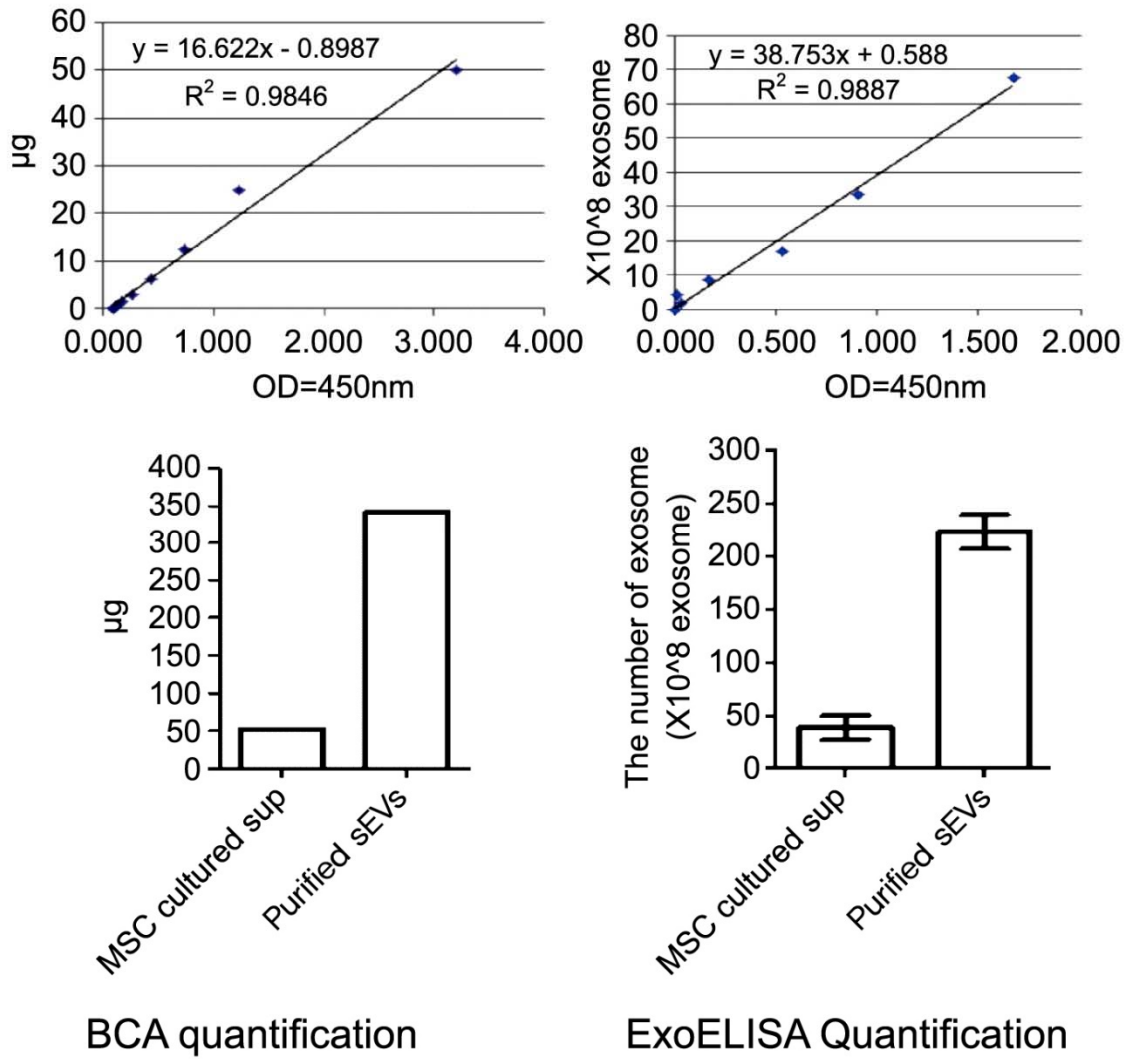 60
50
40
30
20
10
0
µg
y = 16.622x - 0.8987
R² = 0.9846
0.000 1.000 2.000 3.000 4.000
OD=450nm
80
70
60
50
40
30
20
10
0
X10^8 exosome
y = 38.753x + 0.588
R² = 0.9887
0.000 0.500 1.000 1.500 2.000
OD=450nm
400
350
300
250
200
150
100
50
0
µg
MSC cultured sup
Purified sEVs
BCA quantification
The number of exosome
(X10^8 exosome)
300
250
200
150
100
50
0
MSC cultured sup
Purified sEVs
ExoELISA Quantification